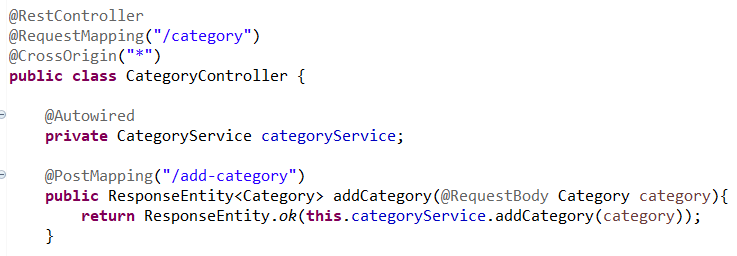 @RestController
@RequestMapping("/category")
@CrossOrigin("*")
public class CategoryController {
@Autowired
private CategoryService categoryService;
@PostMapping("/add-category")
public ResponseEntity<Category> addCategory(@RequestBody Category category){
return ResponseEntity.ok(this.categoryService.addCategory(category));
}